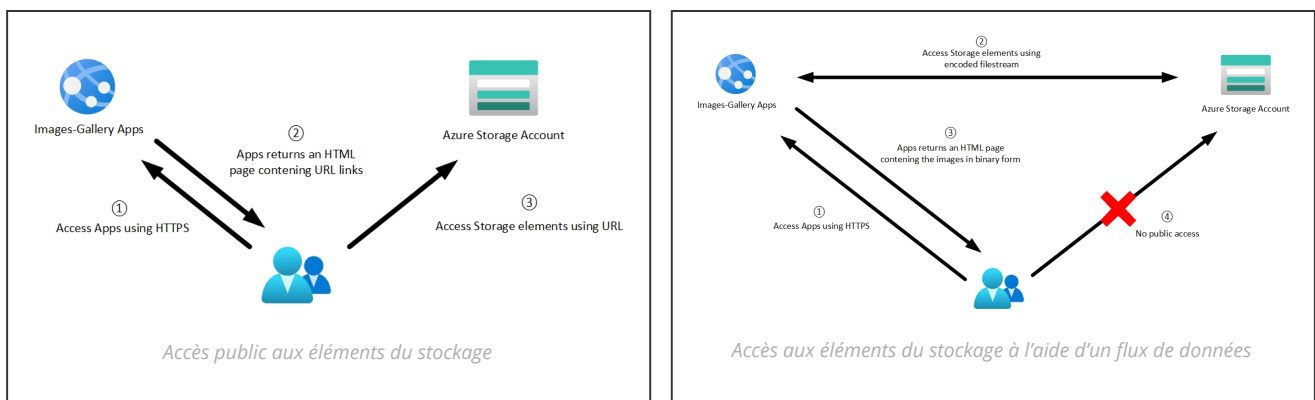 Images-Gallery Apps
②
Apps returns an HTML
page contening URL links
Azure Storage Account
①
Access Apps using HTTPS
③
Access Storage elements using URL
Accès public aux éléments du stockage
②
Access Storage elements using
encoded filestream
Images-Gallery Apps
Azure Storage Account
③
Apps returns an HTML page
contening the images in binary form
①
Access Apps using HTTPS
④
No public access
Accès aux éléments du stockage à l’aide d’un flux de données